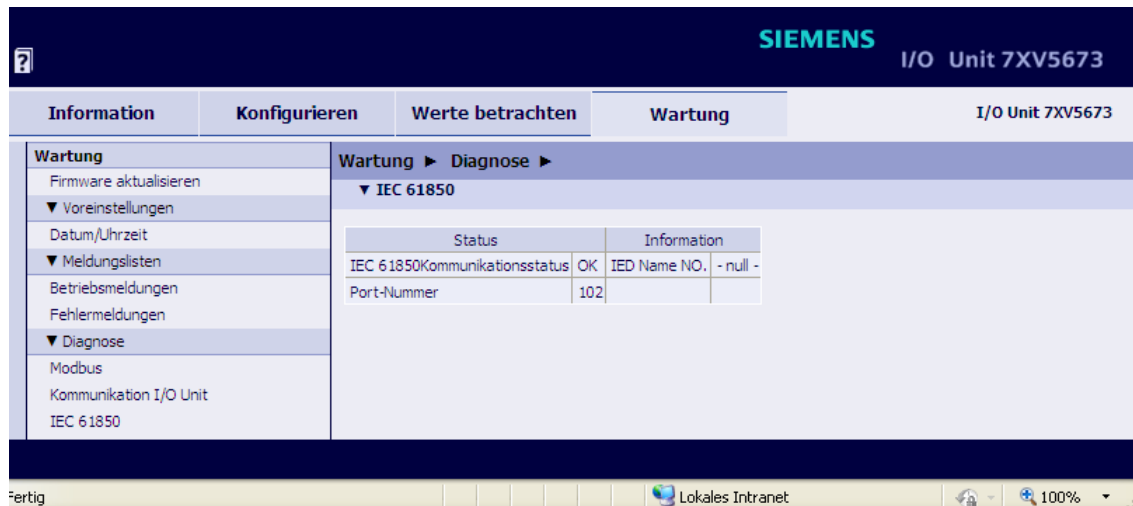 SIEMENS
?
I/O Unit 7XV5673
Information Konfigurieren Werte betrachten Wartung I/O Unit 7XV5673
Wartung
Firmware aktualisieren
▼ Voreinstellungen
Datum/Uhrzeit
▼ Meldungslisten
Betriebsmeldungen
Fehlermeldungen
▼ Diagnose
Modbus
Kommunikation I/O Unit
IEC 61850
Wartung ► Diagnose ►
▼ IEC 61850
Status Information
IEC 61850Kommunikationsstatus OK IED Name NO. - null -
Port-Nummer 102
Fertig Lokales Intranet 100%